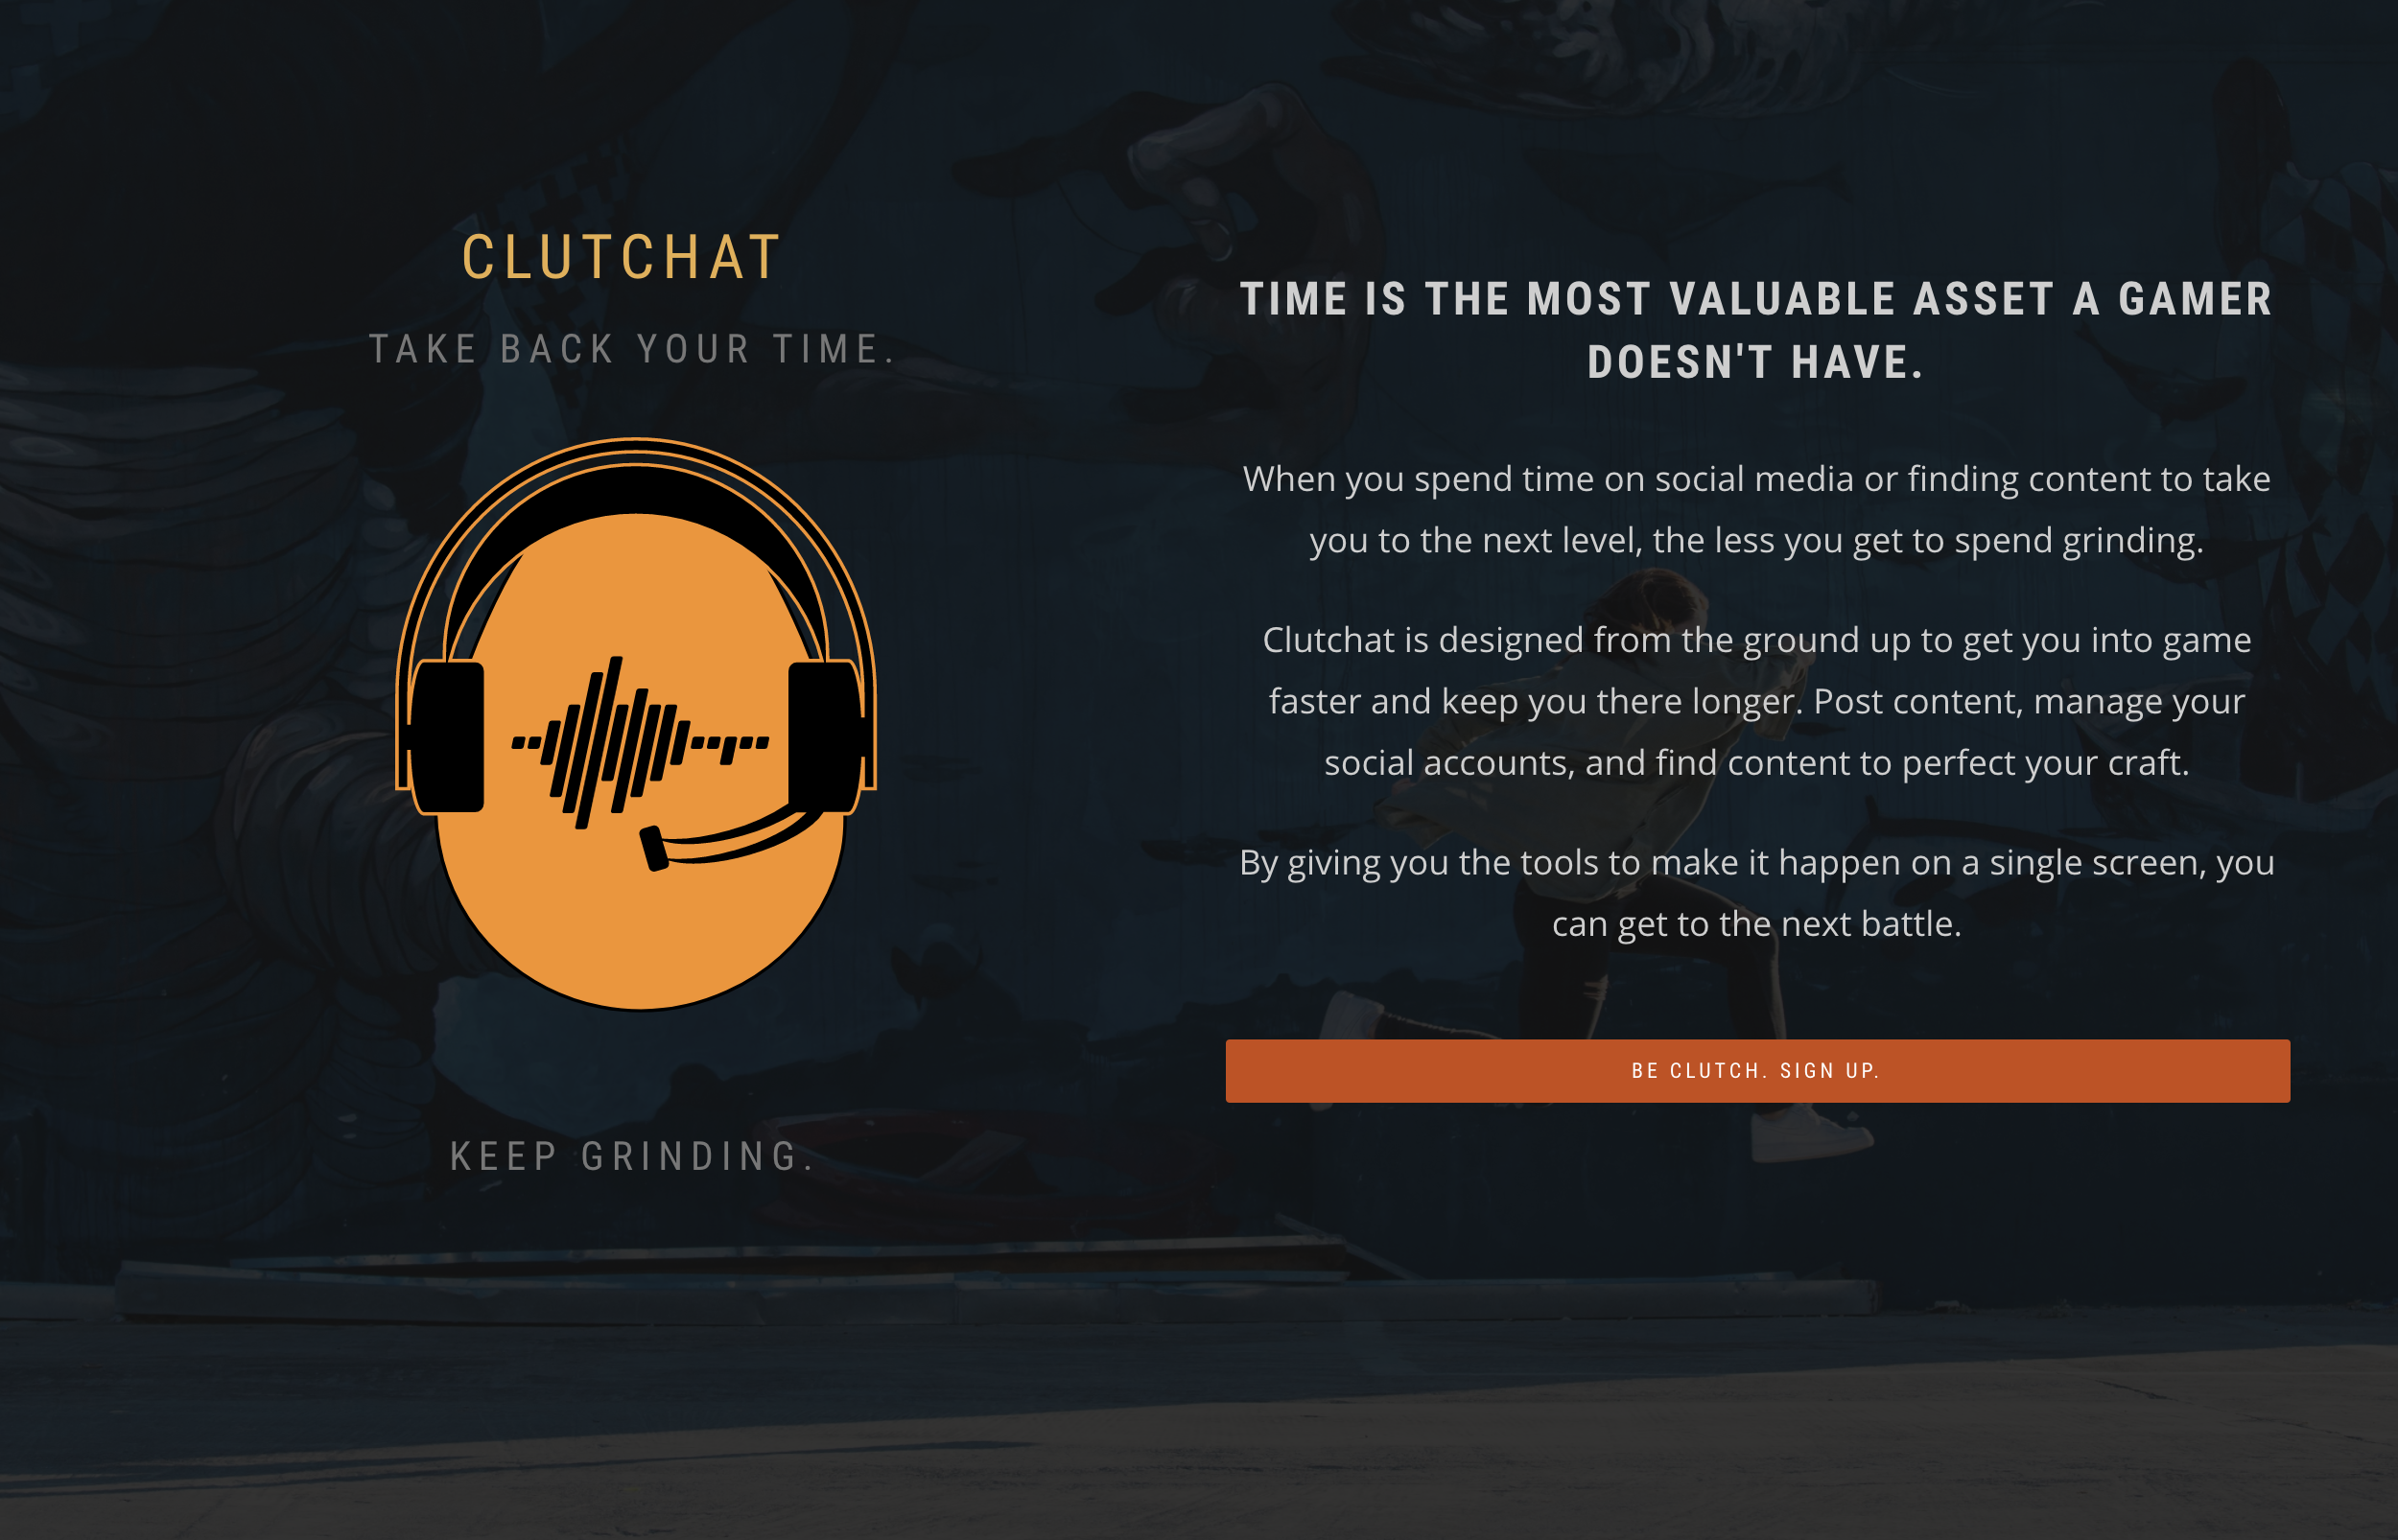 CLUTCHAT
TAKE BACK YOUR TIME.
KEEP GRINDING.
TIME IS THE MOST VALUABLE ASSET A GAMER
DOESN'T HAVE.
When you spend time on social media or finding content to take
you to the next level, the less you get to spend grinding.
Clutchat is designed from the ground up to get you into game
faster and keep you there longer. Post content, manage your
social accounts, and find content to perfect your craft.
By giving you the tools to make it happen on a single screen, you
can get to the next battle.
BE CLUTCH. SIGN UP.